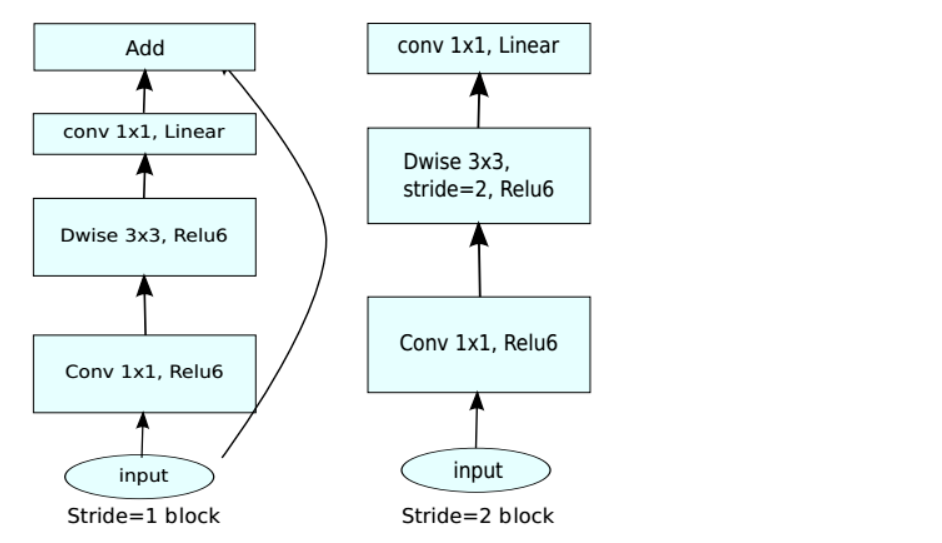 Add
conv 1x1, Linear
Dwise 3x3, Relu6
Conv 1x1, Relu6
input
Stride=1 block
conv 1x1, Linear
Dwise 3x3,
stride=2, Relu6
Conv 1x1, Relu6
input
Stride=2 block